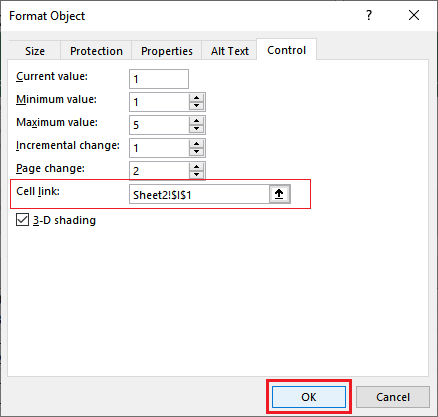 Format Object
? ×
Size Protection Properties Alt Text Control
Current value: 1
Minimum value: 1
Maximum value: 5
Incremental change: 1
Page change: 2
Cell link: Sheet2!$I$1
3-D shading
OK Cancel